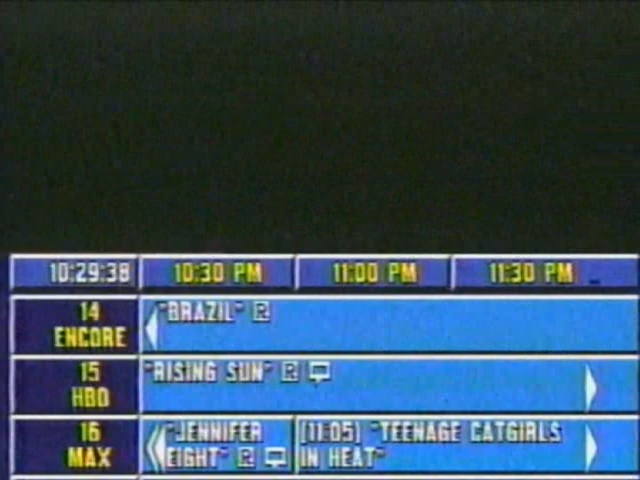 10:29:38 10:30 PM 11:00 PM 11:30 PM
14 ENCORE "BRAZIL" R
15 HBO "RISING SUN" R
16 MAX "JENNIFER EIGHT" R [11:05] "TEENAGE CATGIRLS IN HEAT"